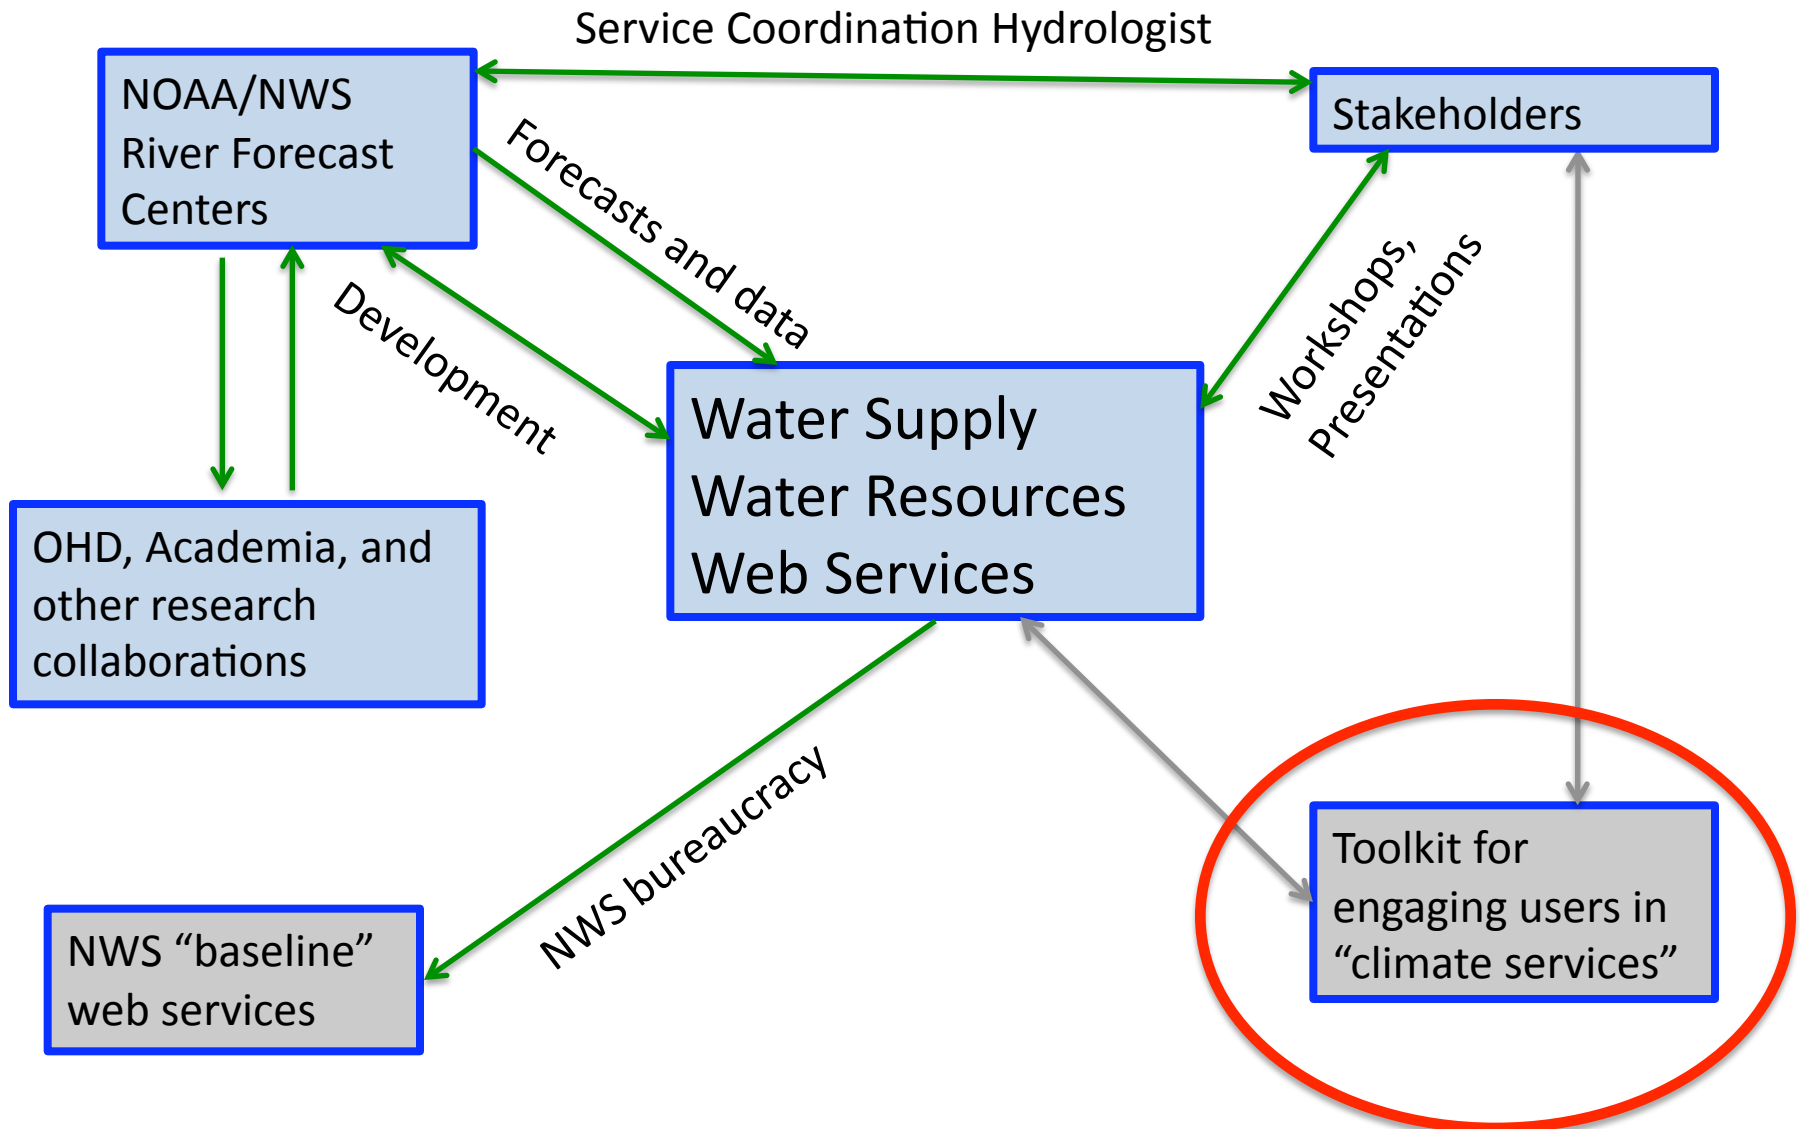 Service Coordination Hydrologist
NOAA/NWS
River Forecast
Centers
Stakeholders
Forecasts and data
Development
Workshops,
Presentations
Water Supply
Water Resources
Web Services
OHD, Academia, and
other research
collaborations
NWS bureaucracy
NWS “baseline”
web services
Toolkit for
engaging users in
“climate services”